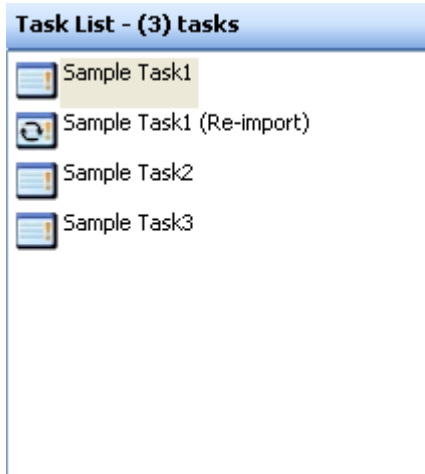 Task List - (3) tasks
Sample Task1
Sample Task1 (Re-import)
Sample Task2
Sample Task3